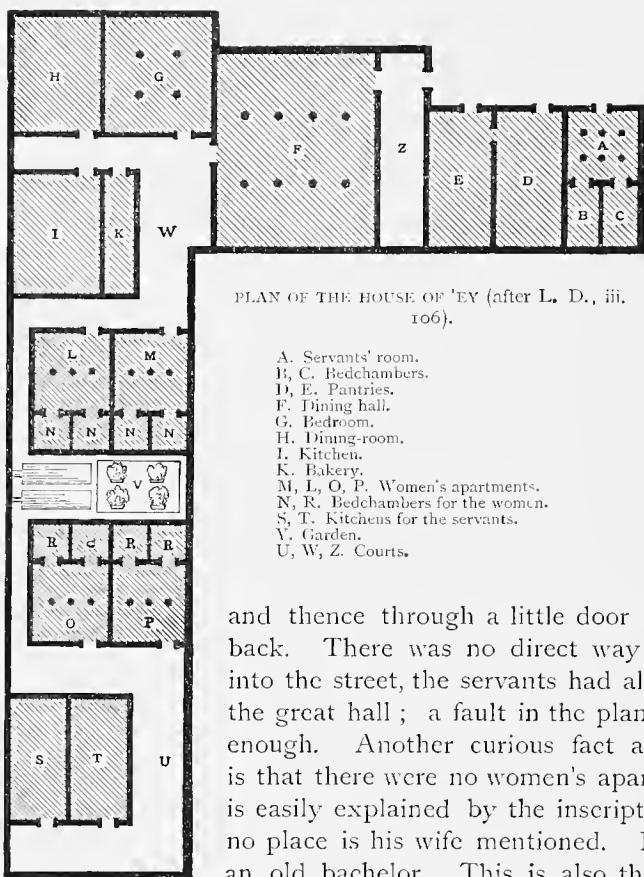 H G
F Z A
E D
B C
I K W
PLAN OF THE HOUSE OF 'EY (after L. D., iii.
106).
L M
A. Servants' room.
B, C. Bedchambers.
D, E. Pantries.
F. Dining hall.
G. Bedroom.
H. Dining-room.
I. Kitchen.
K. Bakery.
M, L, O, P. Women's apartments.
N, R. Bedchambers for the women.
S, T. Kitchens for the servants.
Y. Garden.
U, W, Z. Courts.
N N N N
V
R R R
O P
S T U
and thence through a little door
back. There was no direct way
into the street, the servants had al
the great hall ; a fault in the plan
enough. Another curious fact a
is that there were no women's apar
is easily explained by the inscript
no place is his wife mentioned.
an old bachelor. This is also th